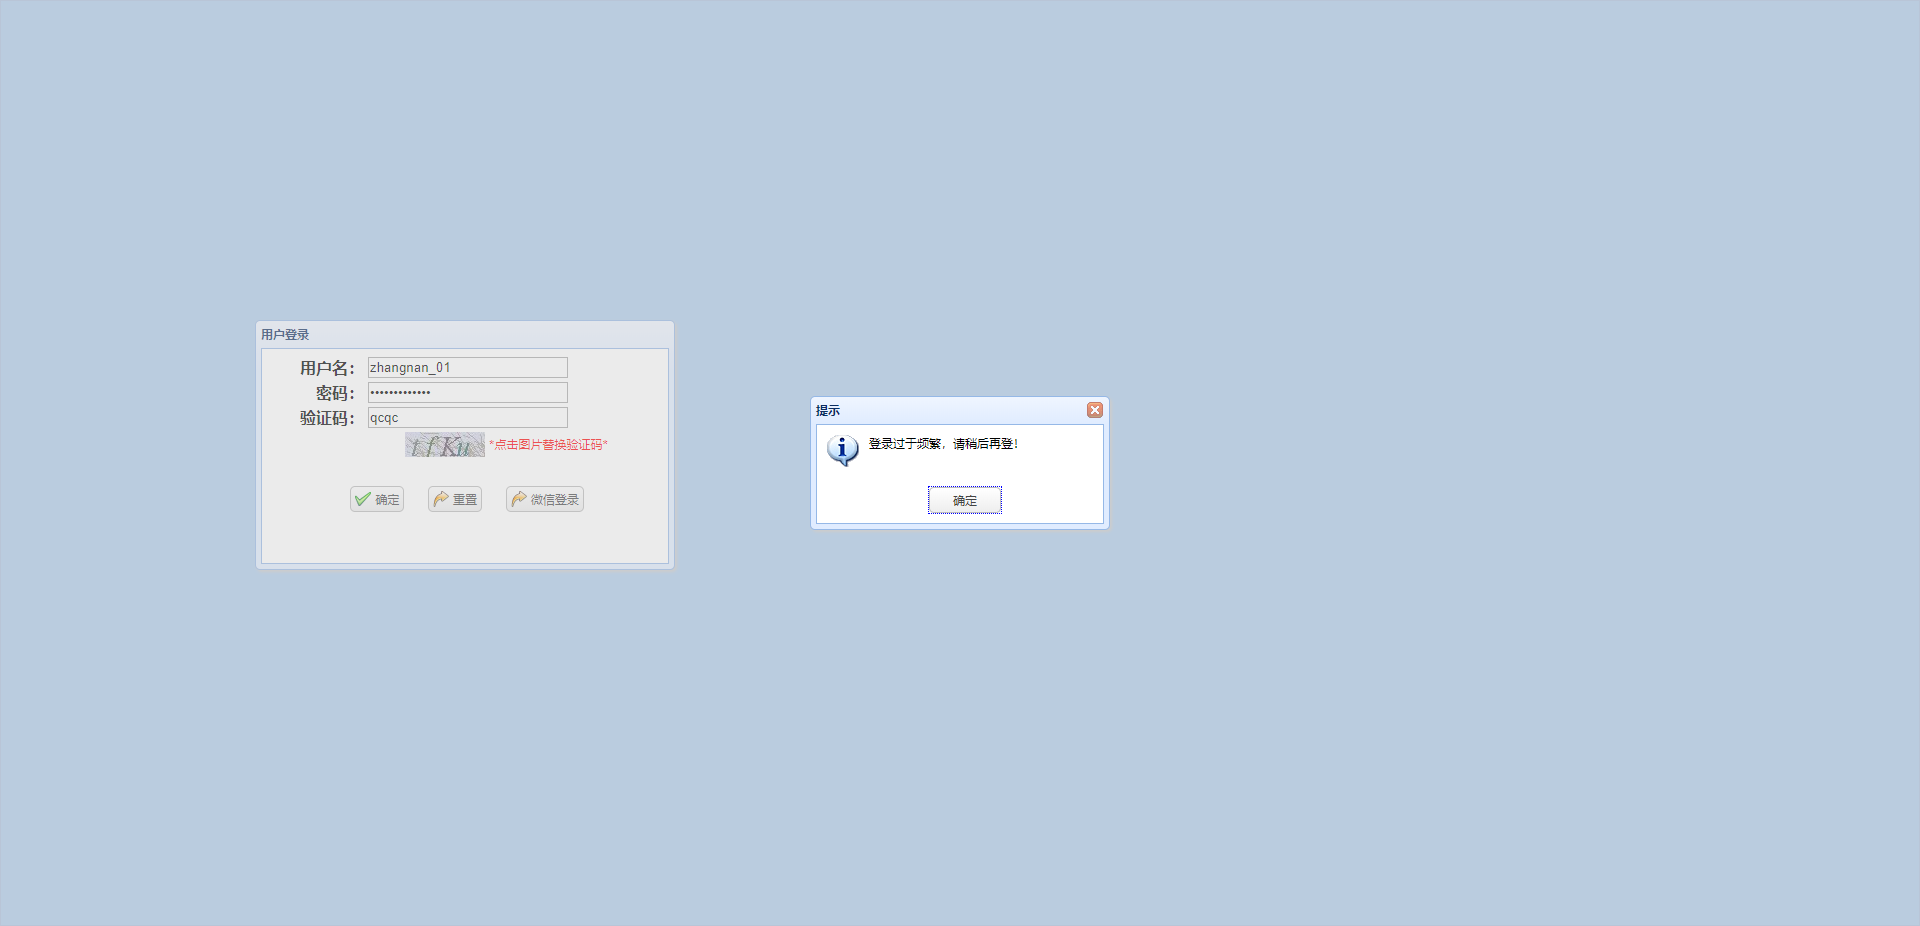 用户登录
用户名： zhangnan_01
密码： •••••••••••••
验证码： qcqc
*点击图片替换验证码*
确定 重置 微信登录
提示
登录过于频繁，请稍后再登！
确定